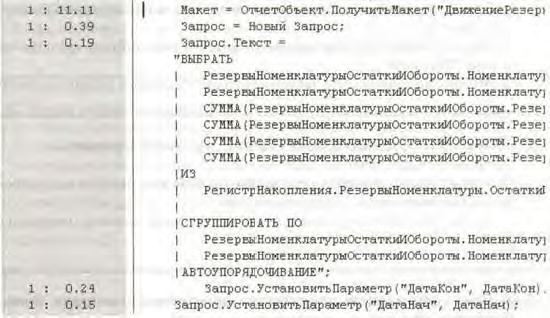 1 : 11.11 Макет = ОтчетОбъект.ПолучитьМакет("ДвижениеРезер
1 : 0.39 Запрос = Новый Запрос;
1 : 0.19 Запрос.Текст =
"ВЫБРАТЬ
| РезервыНоменклатурыОстаткиИОбороты.Номенклату
| РезервыНоменклатурыОстаткиИОбороты.Номенклату
| СУММА(РезервыНоменклатурыОстаткиИОбороты.Резе
| СУММА(РезервыНоменклатурыОстаткиИОбороты.Резе
| СУММА(РезервыНоменклатурыОстаткиИОбороты.Резе
| СУММА(РезервыНоменклатурыОстаткиИОбороты.Резе
|ИЗ
| РегистрНакопления.РезервыНоменклатуры.Остатки
|
|СГРУППИРОВАТЬ ПО
| РезервыНоменклатурыОстаткиИОбороты.Номенклату
| РезервыНоменклатурыОстаткиИОбороты.Номенклату
|АВТОУПОРЯДОЧИВАНИЕ";
1 : 0.24 Запрос.УстановитьПараметр("ДатаКон", ДатаКон)
1 : 0.15 Запрос.УстановитьПараметр("ДатаНач", ДатаНач);